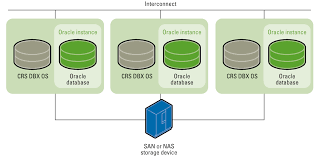 Interconnect
Oracle instance
Oracle instance
Oracle instance
CRS DBX OS
Oracle database
CRS DBX OS
Oracle database
CRS DBX OS
Oracle database
SAN or NAS
storage device